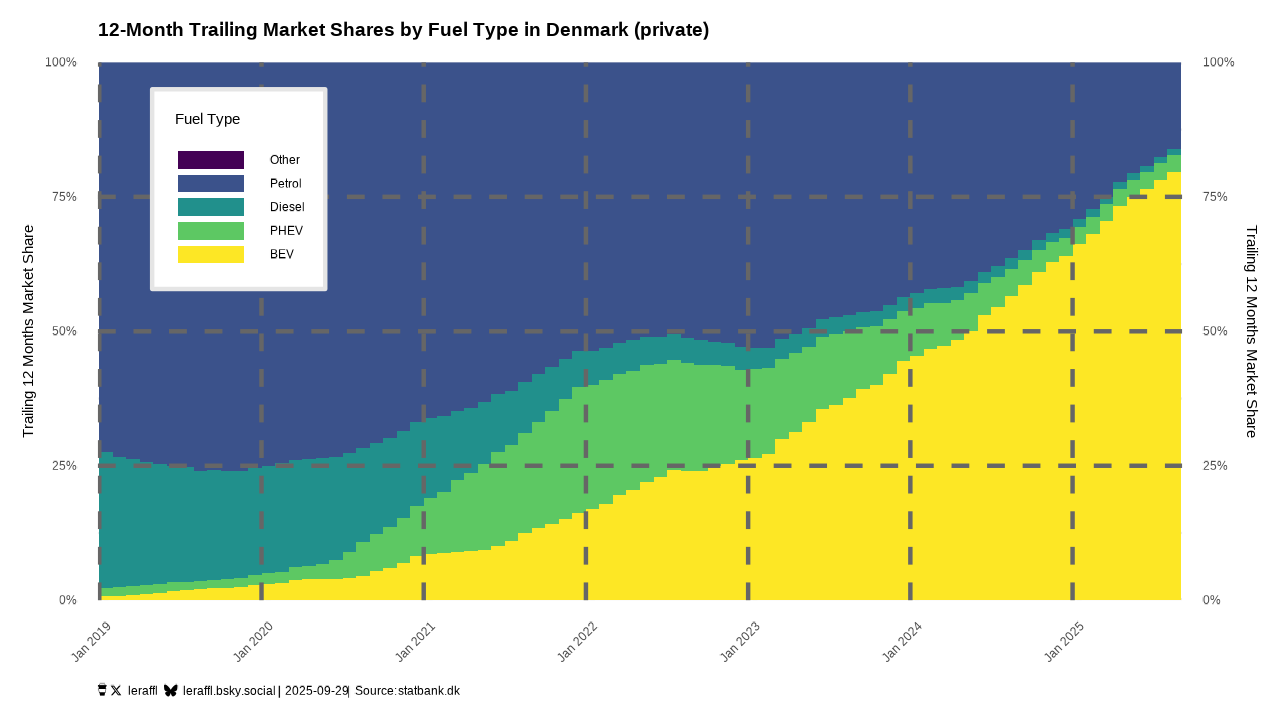 12-Month Trailing Market Shares by Fuel Type in Denmark (private)
100%
75%
50%
25%
0%
Trailing 12 Months Market Share
Fuel Type
Other
Petrol
Diesel
PHEV
BEV
100%
75%
50%
25%
0%
Trailing 12 Months Market Share
Jan 2019
Jan 2020
Jan 2021
Jan 2022
Jan 2023
Jan 2024
Jan 2025
leraffl leraffl.bsky.social | 2025-09-29| Source:statbank.dk